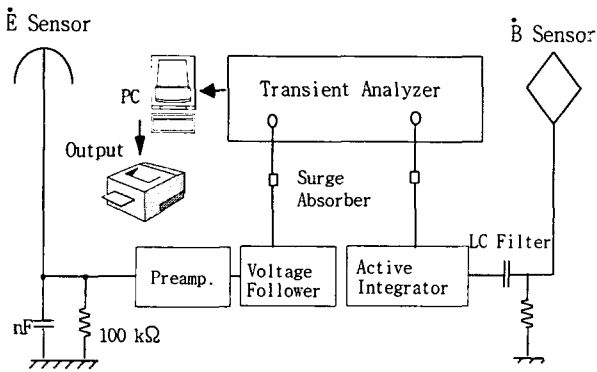 Ė Sensor
Ḃ Sensor
PC
Transient Analyzer
Output
Surge
Absorber
LC Filter
Preamp.
Voltage
Follower
Active
Integrator
nF
100 kΩ